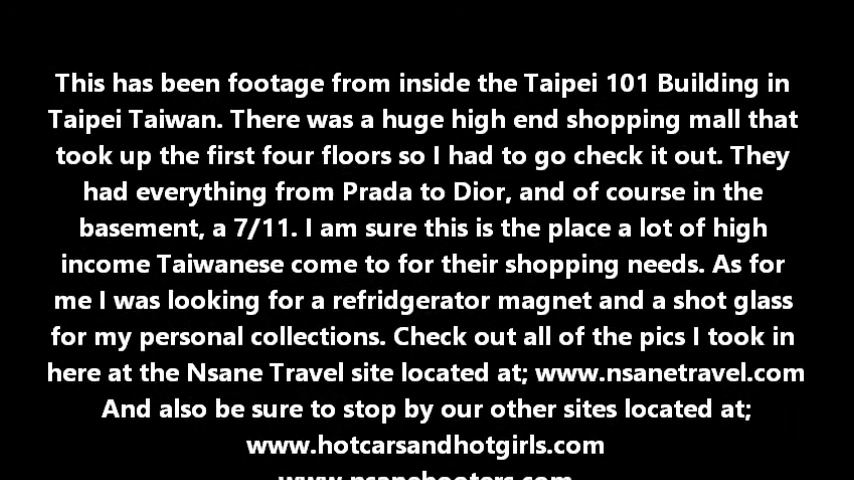 This has been footage from inside the Taipei 101 Building in
Taipei Taiwan. There was a huge high end shopping mall that
took up the first four floors so I had to go check it out. They
had everything from Prada to Dior, and of course in the
basement, a 7/11. I am sure this is the place a lot of high
income Taiwanese come to for their shopping needs. As for
me I was looking for a refridgerator magnet and a shot glass
for my personal collections. Check out all of the pics I took in
here at the Nsane Travel site located at; www.nsanetravel.com
And also be sure to stop by our other sites located at;
www.hotcarsandhotgirls.com